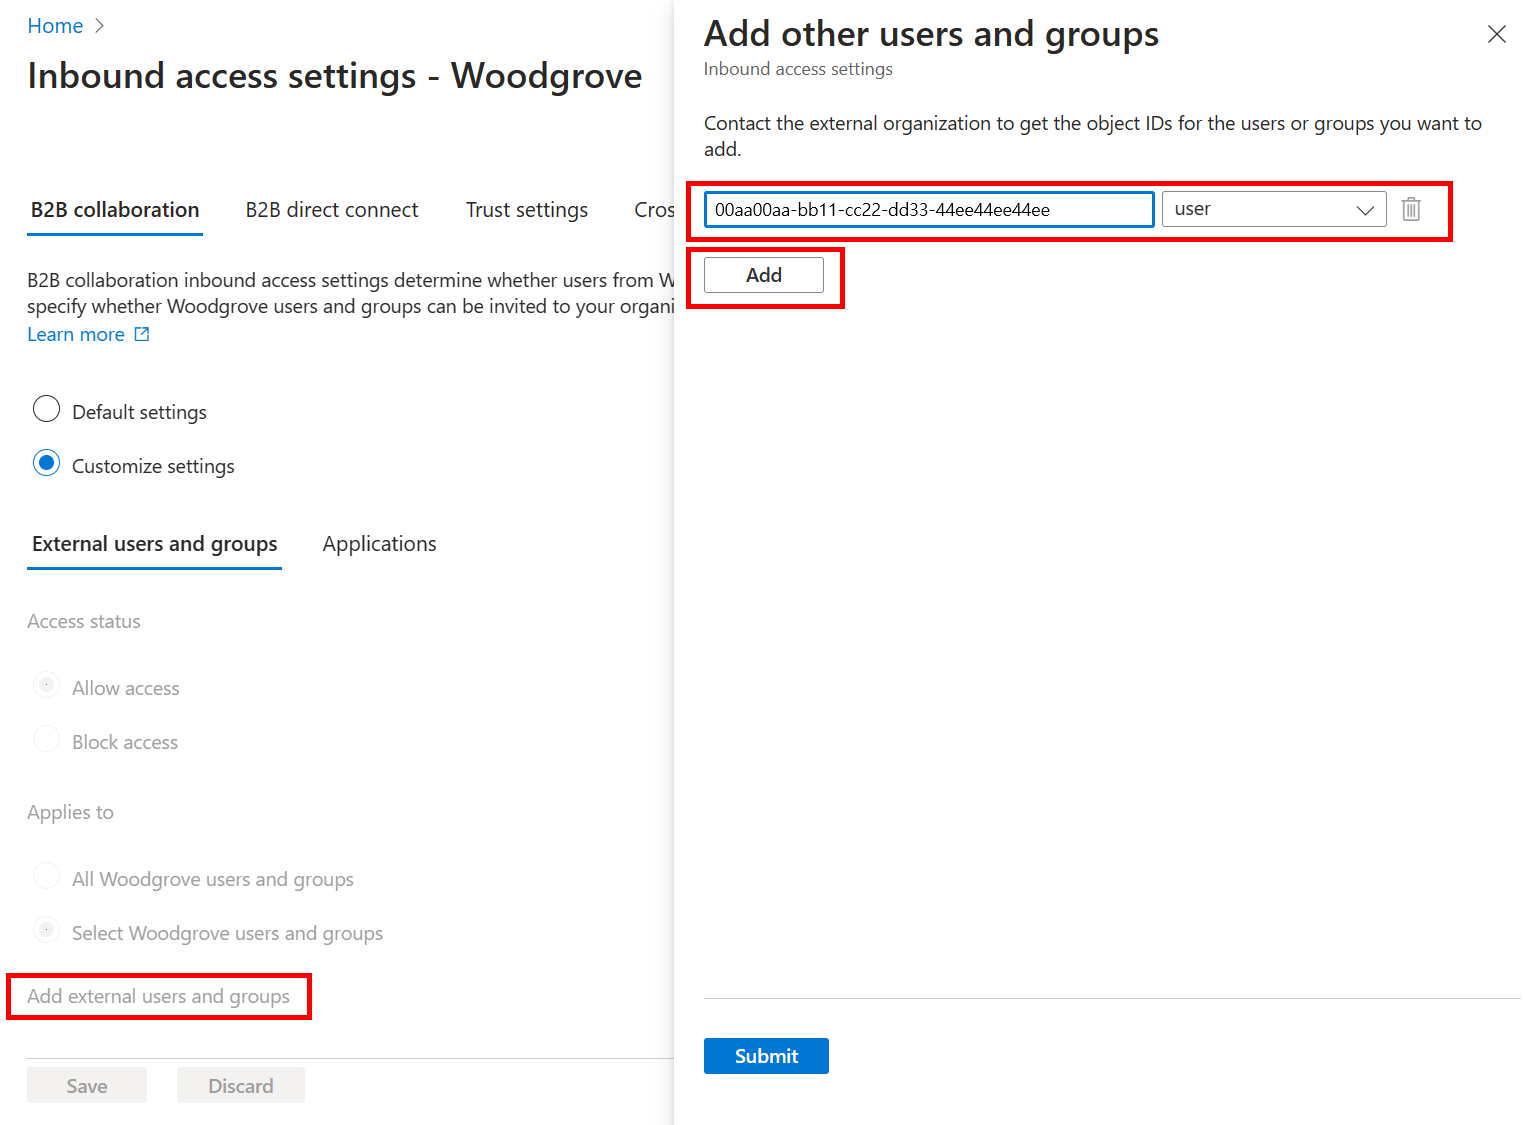 Home
Inbound access settings - Woodgrove
B2B collaboration
B2B direct connect
Trust settings
Cros
B2B collaboration inbound access settings determine whether users from W
specify whether Woodgrove users and groups can be invited to your organi
Learn more
Default settings
Customize settings
External users and groups
Applications
Access status
Allow access
Block access
Applies to
All Woodgrove users and groups
Select Woodgrove users and groups
Add external users and groups
Save
Discard
Add other users and groups
Inbound access settings
Contact the external organization to get the object IDs for the users or groups you want to
add.
00aa00aa-bb11-cc22-dd33-44ee44ee44ee
user
Add
Submit